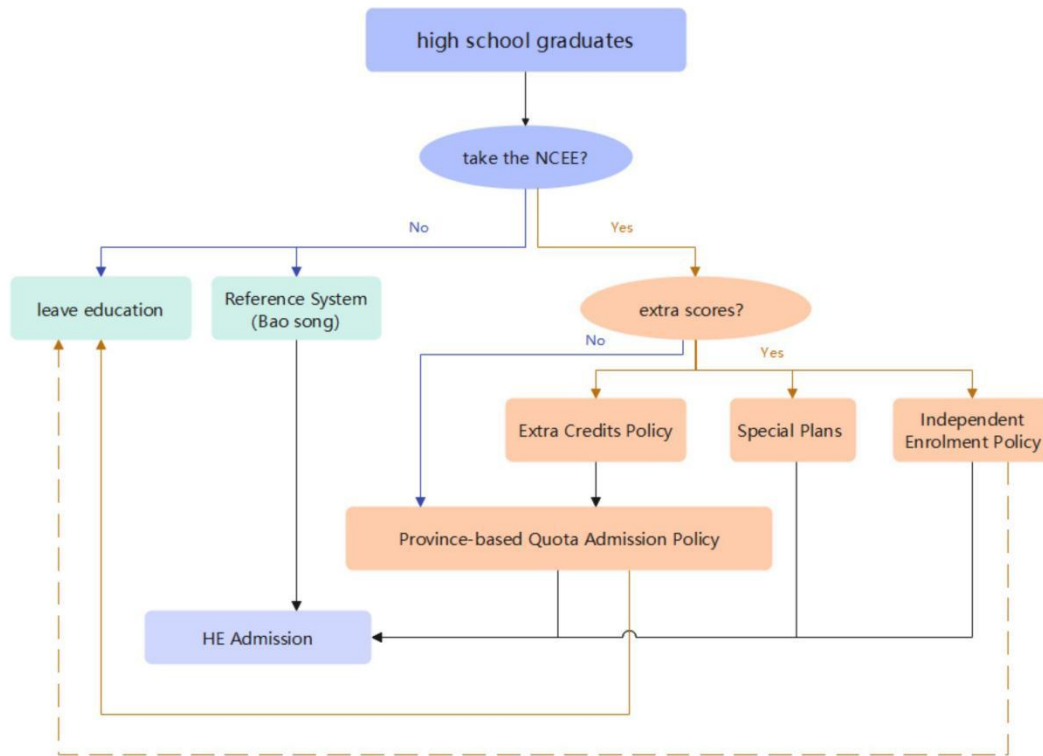 high school graduates
take the NCEE?
No
Yes
leave education
Reference System
(Bao song)
extra scores?
No
Yes
Extra Credits Policy
Special Plans
Independent
Enrolment Policy
Province-based Quota Admission Policy
HE Admission